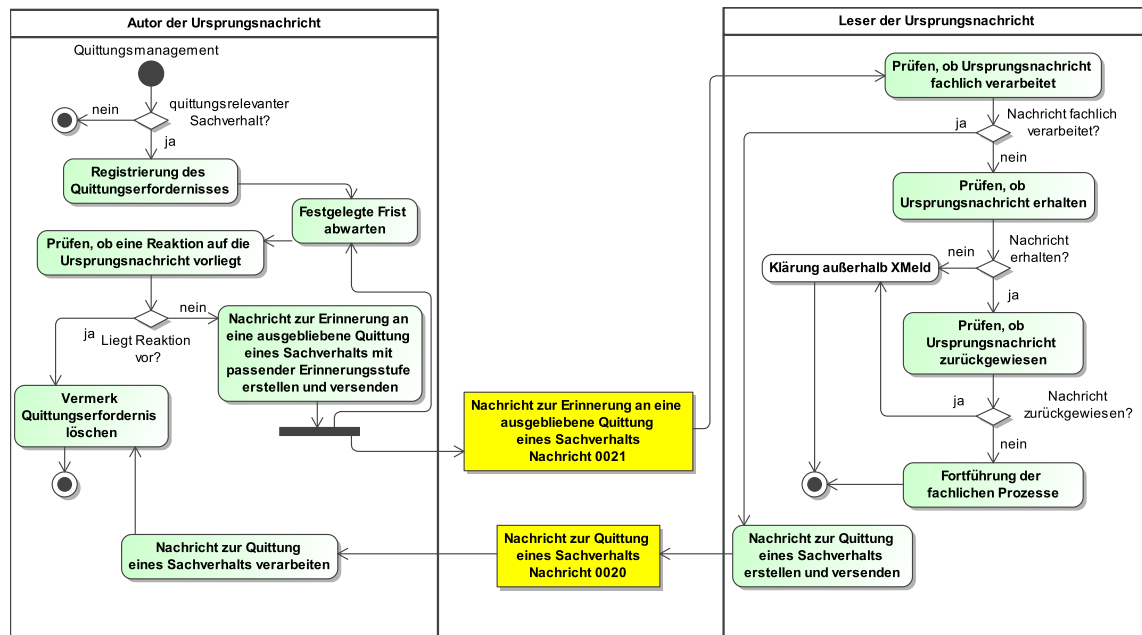 Autor der Ursprungsnachricht
Quittungsmanagement
quittungsrelevanter
Sachverhalt?
nein
ja
Registrierung des
Quittungserfordernisses
Festgelegte Frist
abwarten
Prüfen, ob eine Reaktion auf die
Ursprungsnachricht vorliegt
nein
ja
Liegt Reaktion
vor?
Nachricht zur Erinnerung an
eine ausgebliebene Quittung
eines Sachverhalts mit
passender Erinnerungsstufe
erstellen und versenden
Vermerk
Quittungserfordernis
löschen
Nachricht zur Quittung
eines Sachverhalts verarbeiten
Nachricht zur Erinnerung an eine
ausgebliebene Quittung
eines Sachverhalts
Nachricht 0021
Nachricht zur Quittung
eines Sachverhalts
Nachricht 0020
Leser der Ursprungsnachricht
Prüfen, ob Ursprungsnachricht
fachlich verarbeitet
Nachricht fachlich
verarbeitet?
ja
nein
Prüfen, ob
Ursprungsnachricht erhalten
Nachricht
erhalten?
nein
Klärung außerhalb XMeld
ja
Prüfen, ob
Ursprungsnachricht
zurückgewiesen
Nachricht
zurückgewiesen?
ja
nein
Fortführung der
fachlichen Prozesse
Nachricht zur Quittung
eines Sachverhalts
erstellen und versenden